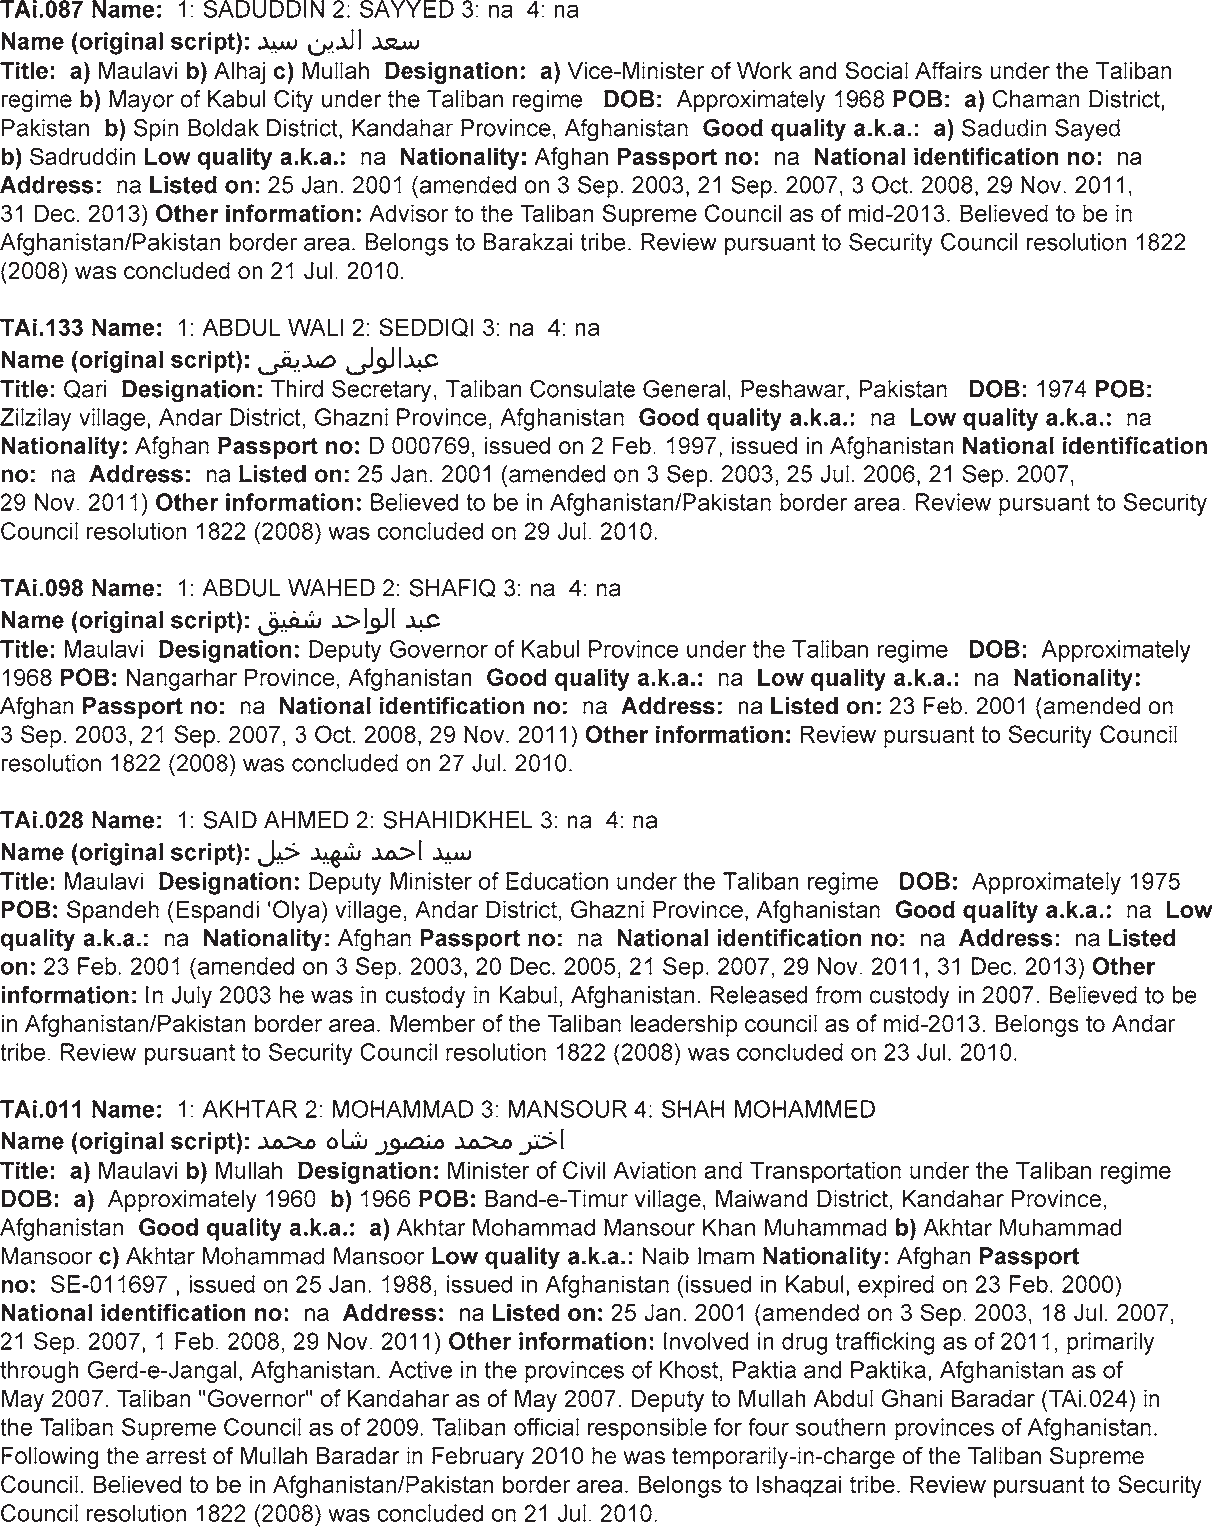 TAi.087 Name: 1: SADUDDIN 2: SAYYED 3: na 4: na
Name (original script): سعد الدين سيد
Title: a) Maulavi b) Alhaj c) Mullah Designation: a) Vice-Minister of Work and Social Affairs under the Taliban
regime b) Mayor of Kabul City under the Taliban regime DOB: Approximately 1968 POB: a) Chaman District,
Pakistan b) Spin Boldak District, Kandahar Province, Afghanistan Good quality a.k.a.: a) Sadudin Sayed
b) Sadruddin Low quality a.k.a.: na Nationality: Afghan Passport no: na National identification no: na
Address: na Listed on: 25 Jan. 2001 (amended on 3 Sep. 2003, 21 Sep. 2007, 3 Oct. 2008, 29 Nov. 2011,
31 Dec. 2013) Other information: Advisor to the Taliban Supreme Council as of mid-2013. Believed to be in
Afghanistan/Pakistan border area. Belongs to Barakzai tribe. Review pursuant to Security Council resolution 1822
(2008) was concluded on 21 Jul. 2010.
TAi.133 Name: 1: ABDUL WALI 2: SEDDIQI 3: na 4: na
Name (original script): عبدالولی صدیقی
Title: Qari Designation: Third Secretary, Taliban Consulate General, Peshawar, Pakistan DOB: 1974 POB:
Zilzilay village, Andar District, Ghazni Province, Afghanistan Good quality a.k.a.: na Low quality a.k.a.: na
Nationality: Afghan Passport no: D 000769, issued on 2 Feb. 1997, issued in Afghanistan National identification
no: na Address: na Listed on: 25 Jan. 2001 (amended on 3 Sep. 2003, 25 Jul. 2006, 21 Sep. 2007,
29 Nov. 2011) Other information: Believed to be in Afghanistan/Pakistan border area. Review pursuant to Security
Council resolution 1822 (2008) was concluded on 29 Jul. 2010.
TAi.098 Name: 1: ABDUL WAHED 2: SHAFIQ 3: na 4: na
Name (original script): عبد الواحد شفيق
Title: Maulavi Designation: Deputy Governor of Kabul Province under the Taliban regime DOB: Approximately
1968 POB: Nangarhar Province, Afghanistan Good quality a.k.a.: na Low quality a.k.a.: na Nationality:
Afghan Passport no: na National identification no: na Address: na Listed on: 23 Feb. 2001 (amended on
3 Sep. 2003, 21 Sep. 2007, 3 Oct. 2008, 29 Nov. 2011) Other information: Review pursuant to Security Council
resolution 1822 (2008) was concluded on 27 Jul. 2010.
TAi.028 Name: 1: SAID AHMED 2: SHAHIDKHEL 3: na 4: na
Name (original script): سيد احمد شهيد خيل
Title: Maulavi Designation: Deputy Minister of Education under the Taliban regime DOB: Approximately 1975
POB: Spandeh (Espandi 'Olya) village, Andar District, Ghazni Province, Afghanistan Good quality a.k.a.: na Low
quality a.k.a.: na Nationality: Afghan Passport no: na National identification no: na Address: na Listed
on: 23 Feb. 2001 (amended on 3 Sep. 2003, 20 Dec. 2005, 21 Sep. 2007, 29 Nov. 2011, 31 Dec. 2013) Other
information: In July 2003 he was in custody in Kabul, Afghanistan. Released from custody in 2007. Believed to be
in Afghanistan/Pakistan border area. Member of the Taliban leadership council as of mid-2013. Belongs to Andar
tribe. Review pursuant to Security Council resolution 1822 (2008) was concluded on 23 Jul. 2010.
TAi.011 Name: 1: AKHTAR 2: MOHAMMAD 3: MANSOUR 4: SHAH MOHAMMED
Name (original script): اختر محمد منصور شاه محمد
Title: a) Maulavi b) Mullah Designation: Minister of Civil Aviation and Transportation under the Taliban regime
DOB: a) Approximately 1960 b) 1966 POB: Band-e-Timur village, Maiwand District, Kandahar Province,
Afghanistan Good quality a.k.a.: a) Akhtar Mohammad Mansour Khan Muhammad b) Akhtar Muhammad
Mansoor c) Akhtar Mohammad Mansoor Low quality a.k.a.: Naib Imam Nationality: Afghan Passport
no: SE-011697 , issued on 25 Jan. 1988, issued in Afghanistan (issued in Kabul, expired on 23 Feb. 2000)
National identification no: na Address: na Listed on: 25 Jan. 2001 (amended on 3 Sep. 2003, 18 Jul. 2007,
21 Sep. 2007, 1 Feb. 2008, 29 Nov. 2011) Other information: Involved in drug trafficking as of 2011, primarily
through Gerd-e-Jangal, Afghanistan. Active in the provinces of Khost, Paktia and Paktika, Afghanistan as of
May 2007. Taliban "Governor" of Kandahar as of May 2007. Deputy to Mullah Abdul Ghani Baradar (TAi.024) in
the Taliban Supreme Council as of 2009. Taliban official responsible for four southern provinces of Afghanistan.
Following the arrest of Mullah Baradar in February 2010 he was temporarily-in-charge of the Taliban Supreme
Council. Believed to be in Afghanistan/Pakistan border area. Belongs to Ishaqzai tribe. Review pursuant to Security
Council resolution 1822 (2008) was concluded on 21 Jul. 2010.